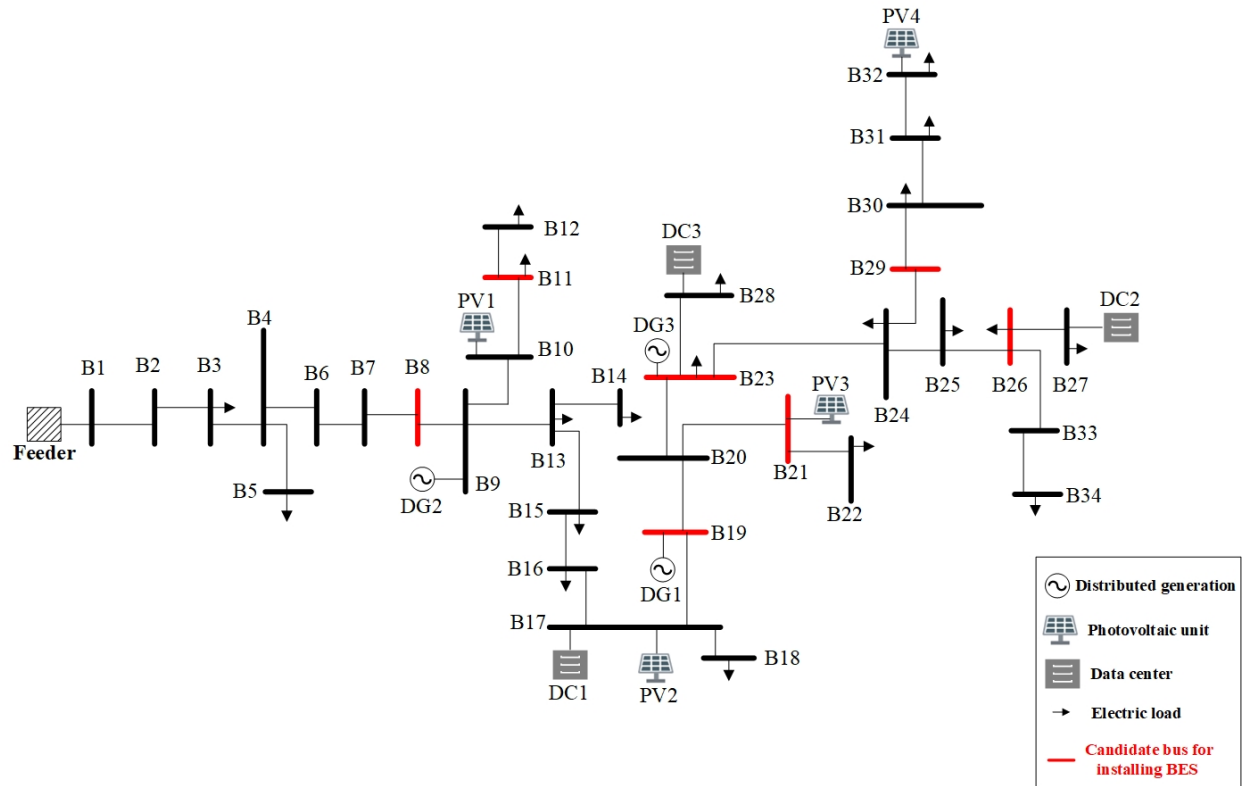 PV4
B32
B31
B30
B12
DC3
B29
B11
B28
DC2
PV1
DG3
B4
B10
B1
B2
B3
B6
B7
B8
B14
B23
B25
B26
B27
PV3
B24
Feeder
B13
B20
B21
B33
B5
DG2
B9
B22
B34
B15
B19
B16
DG1
B17
B18
DC1
PV2
Distributed generation
Photovoltaic unit
Data center
Electric load
Candidate bus for
installing BES